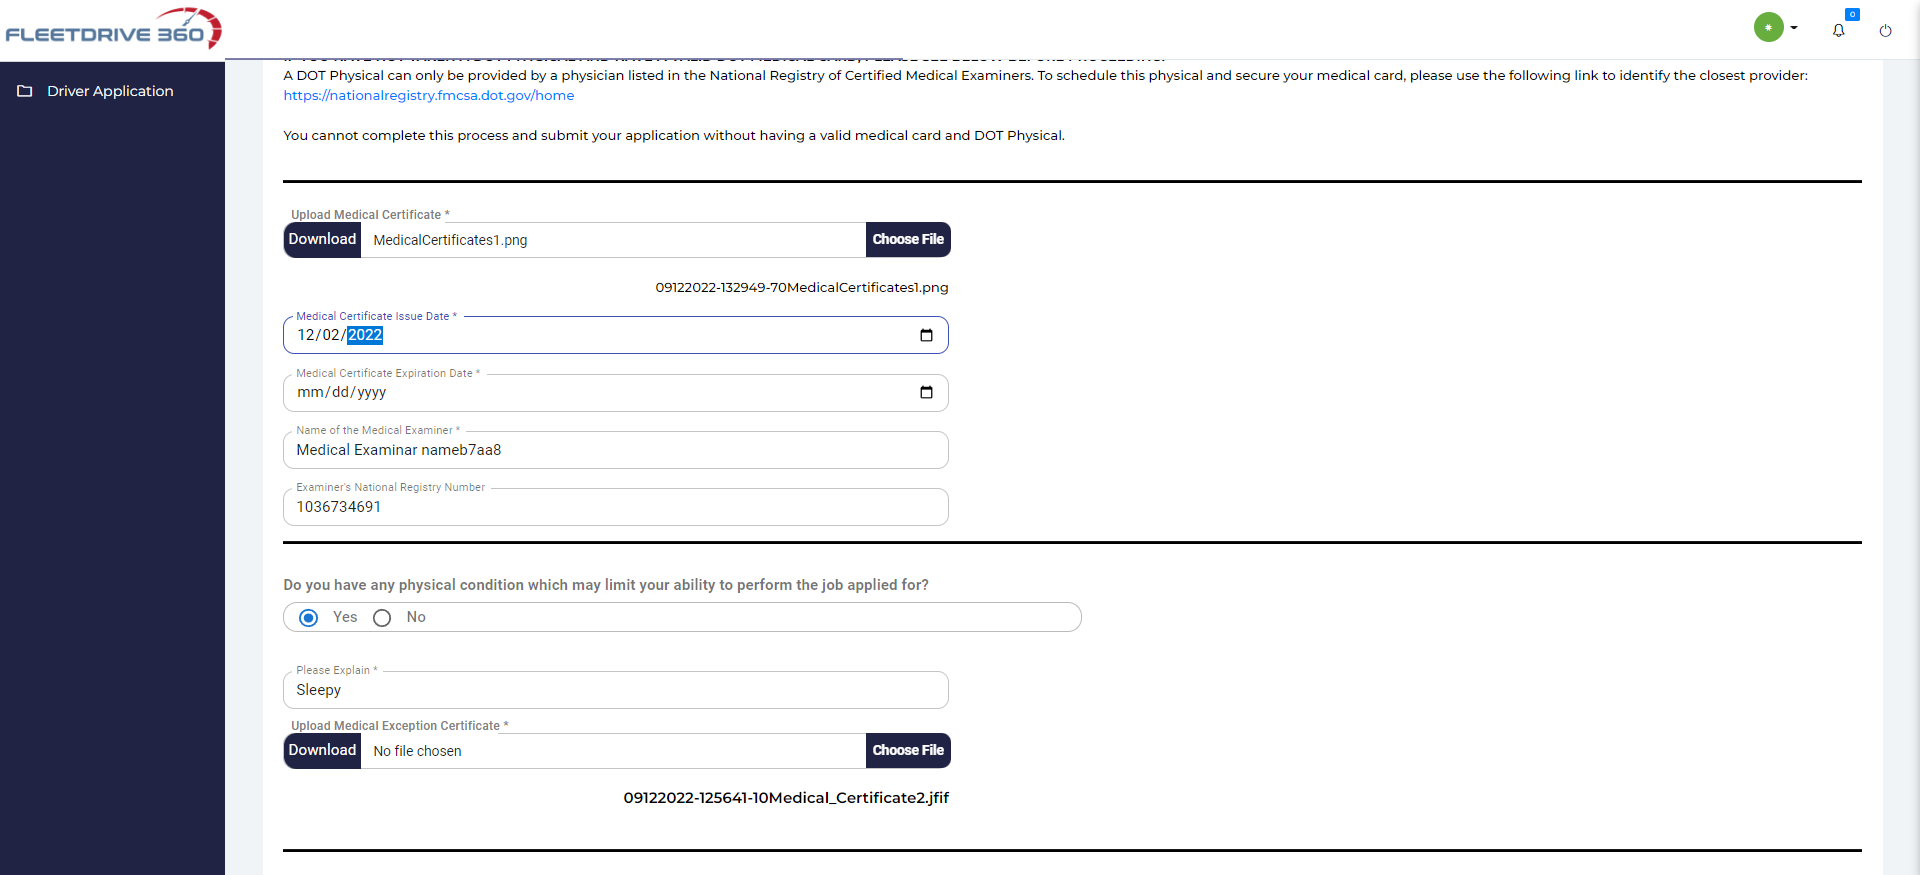 FLEETDRIVE 360
0
Driver Application
A DOT Physical can only be provided by a physician listed in the National Registry of Certified Medical Examiners. To schedule this physical and secure your medical card, please use the following link to identify the closest provider:
https://nationalregistry.fmcsa.dot.gov/home
You cannot complete this process and submit your application without having a valid medical card and DOT Physical.
Upload Medical Certificate *
Download MedicalCertificates1.png Choose File
09122022-132949-70MedicalCertificates1.png
Medical Certificate Issue Date *
12/02/2022
Medical Certificate Expiration Date *
mm/dd/yyyy
Name of the Medical Examiner *
Medical Examinar nameb7aa8
Examiner's National Registry Number
1036734691
Do you have any physical condition which may limit your ability to perform the job applied for?
Yes No
Please Explain *
Sleepy
Upload Medical Exception Certificate *
Download No file chosen Choose File
09122022-125641-10Medical_Certificate2.jfif